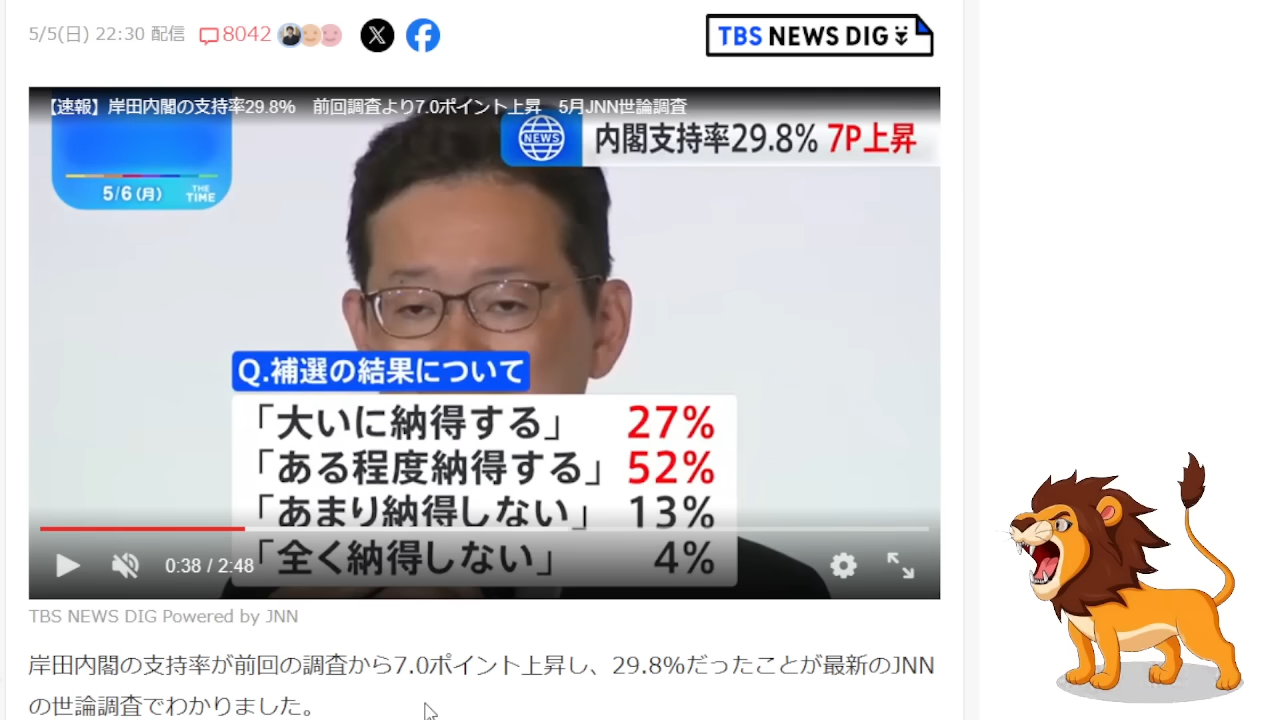 5/5(日) 22:30 配信 8042
TBS NEWS DIG
【速報】岸田内閣の支持率29.8% 前回調査より7.0ポイント上昇 5月JNN世論調査
NEWS
内閣支持率29.8% 7P上昇
5/6(月) THE TIME
Q.補選の結果について
「大いに納得する」 27%
「ある程度納得する」 52%
「あまり納得しない」 13%
「全く納得しない」 4%
0:38 / 2:48
TBS NEWS DIG Powered by JNN
岸田内閣の支持率が前回の調査から7.0ポイント上昇し、29.8%だったことが最新のJNN
の世論調査でわかりました。